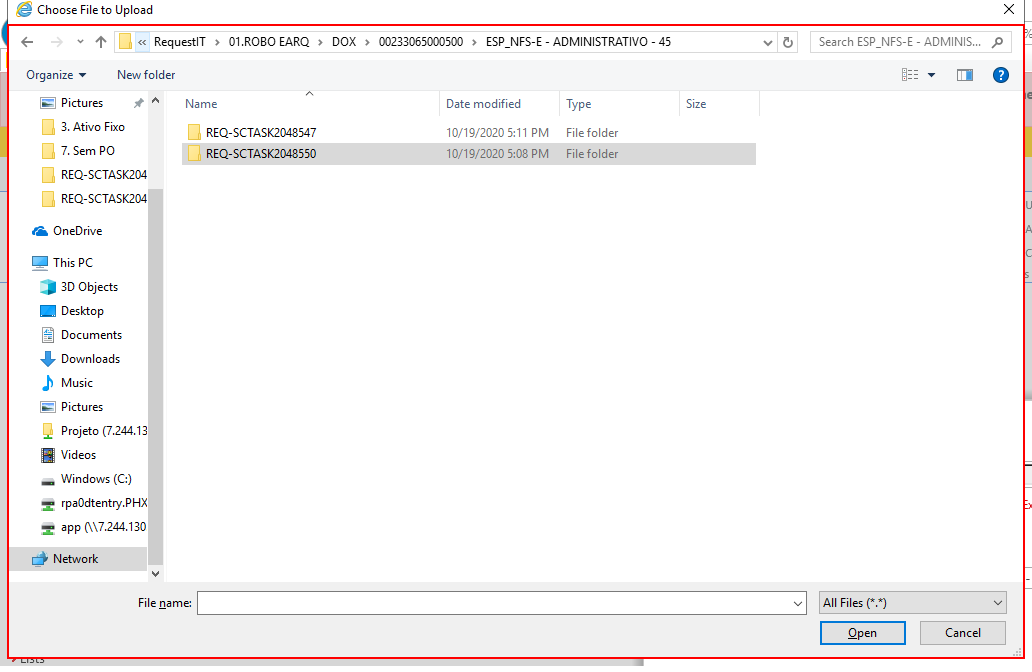 Choose File to Upload
« RequestIT > 01.ROBO EARQ > DOX > 00233065000500 > ESP_NFS-E - ADMINISTRATIVO - 45
Search ESP_NFS-E - ADMINIS...
Organize
New folder
?
Name
Date modified
Type
Size
Pictures
3. Ativo Fixo
7. Sem PO
REQ-SCTASK204
REQ-SCTASK204
OneDrive
This PC
3D Objects
Desktop
Documents
Downloads
Music
Pictures
Projeto (7.244.13
Videos
Windows (C:)
rpa0dtentry.PHX
app (\\7.244.130
Network
REQ-SCTASK2048547 10/19/2020 5:11 PM File folder
REQ-SCTASK2048550 10/19/2020 5:08 PM File folder
File name:
All Files (*.*)
Open
Cancel
Lists